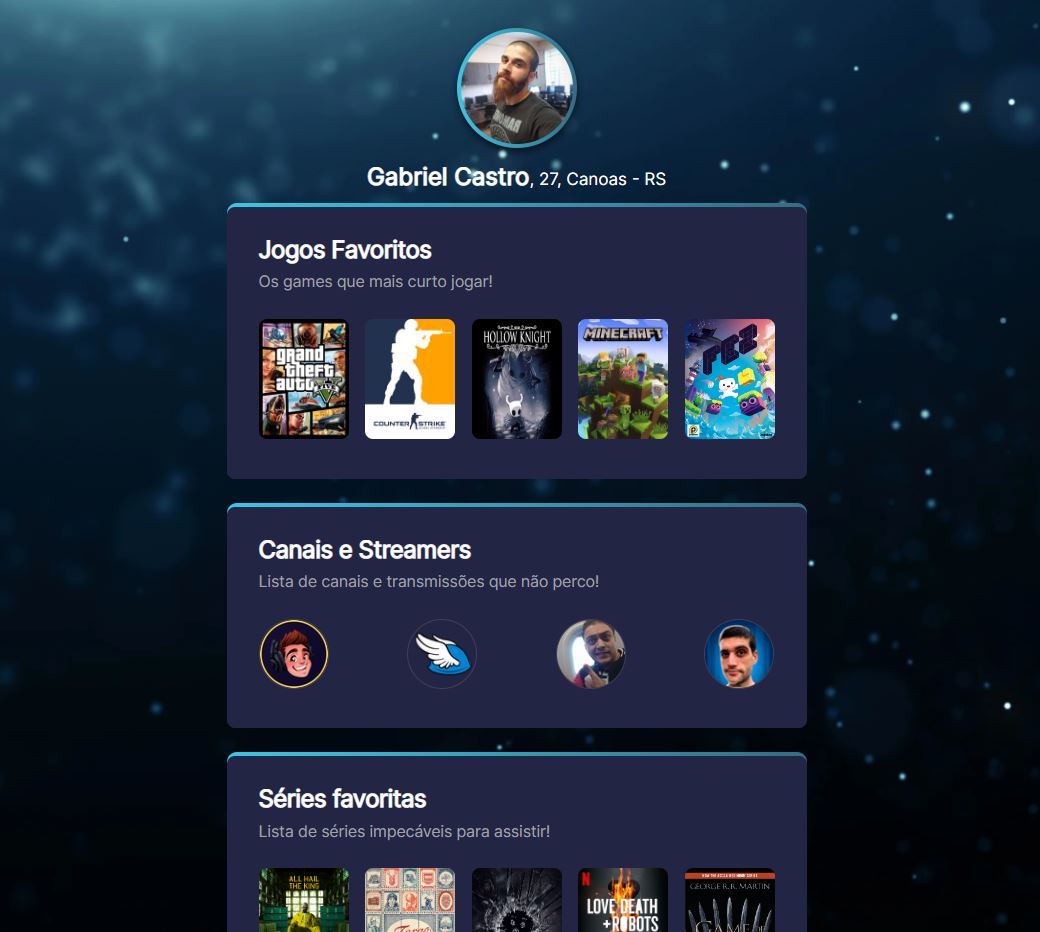 Gabriel Castro, 27, Canoas - RS
Jogos Favoritos
Os games que mais curto jogar!
grand
theft
auto
COUNTER STRIKE
HOLLOW KNIGHT
MINECRAFT
FEZ
Canais e Streamers
Lista de canais e transmissões que não perco!
Séries favoritas
Lista de séries impecáveis para assistir!
ALL HAIL
THE KING
Fargo
N
LOVE DEATH
+ROBOTS
GEORGE R. R. MARTIN